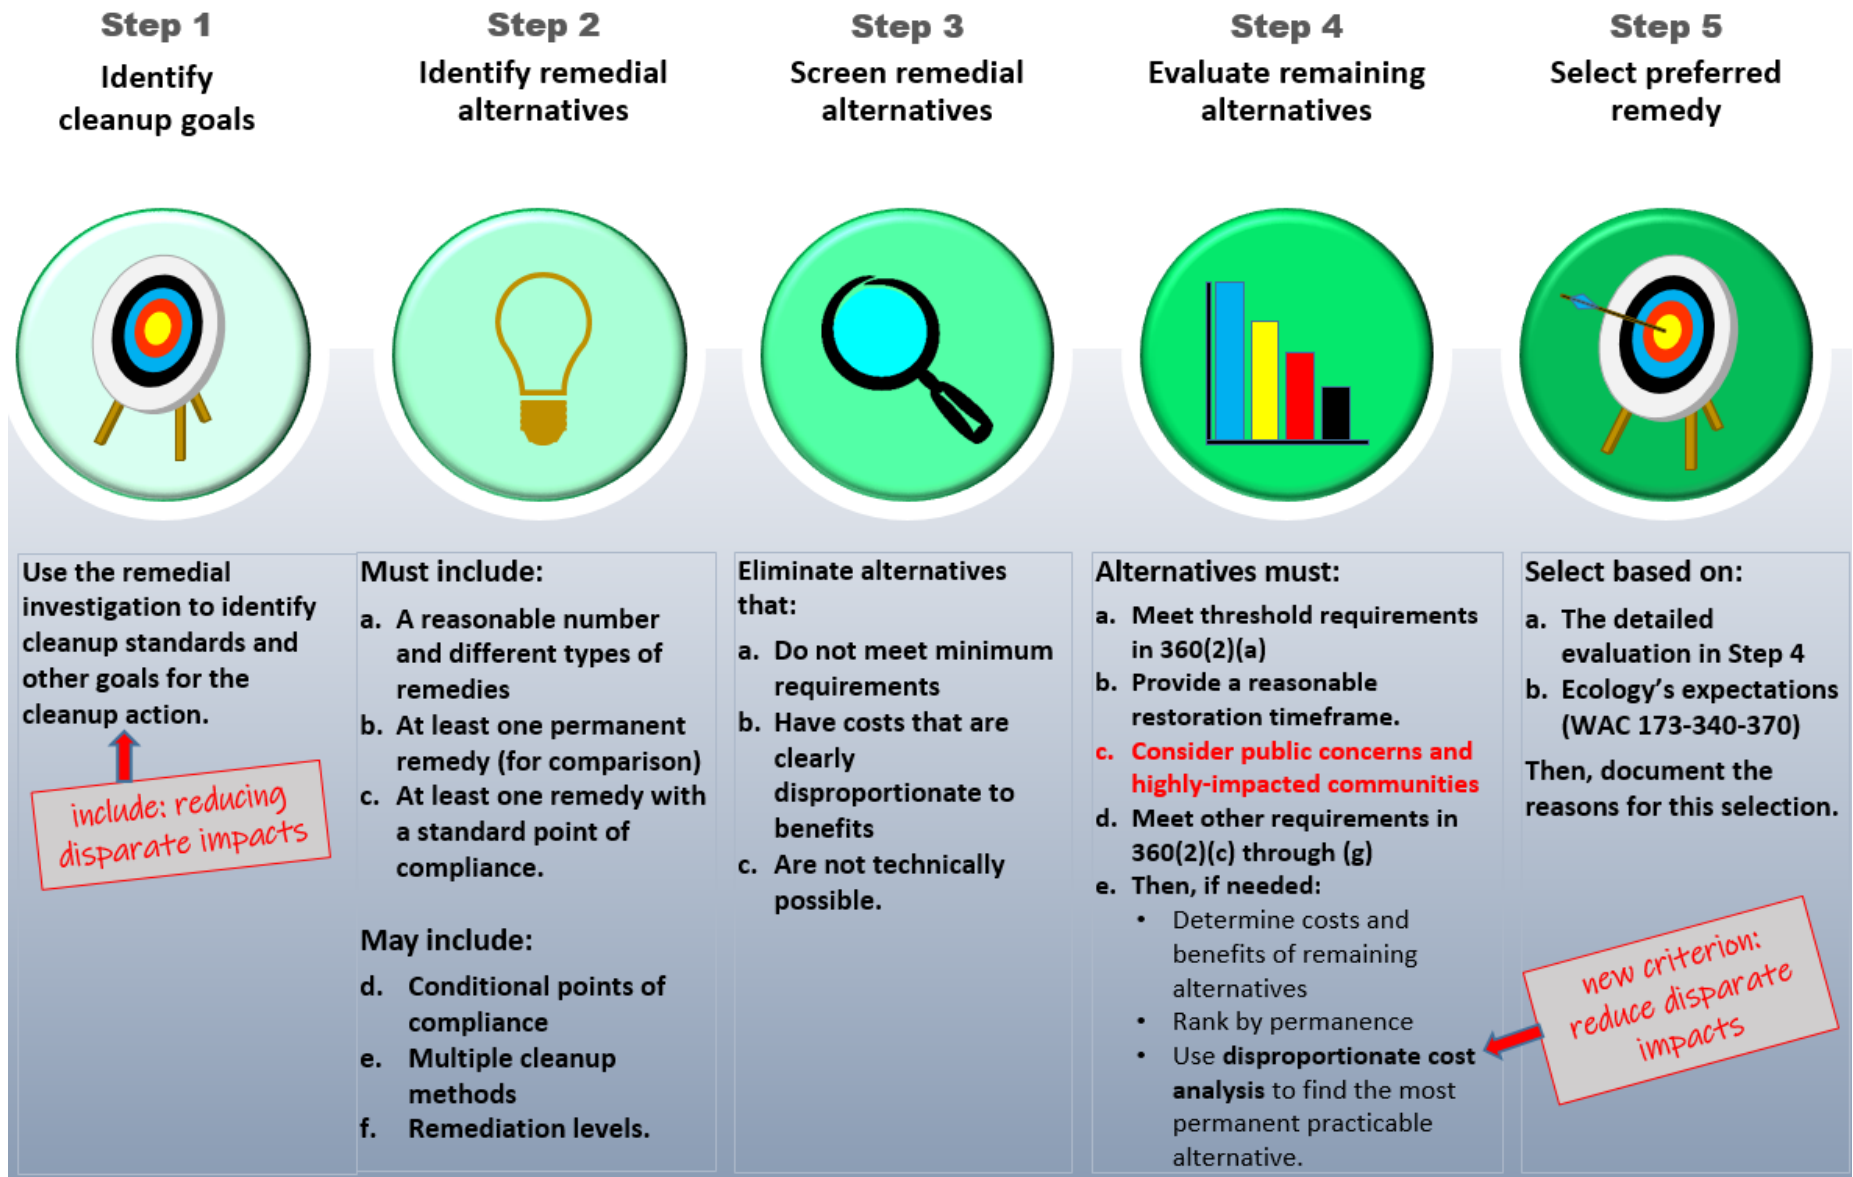 Step 1
Identify
cleanup goals
Use the remedial
investigation to identify
cleanup standards and
other goals for the
cleanup action.
include: reducing
disparate impacts
Step 2
Identify remedial
alternatives
Must include:
a. A reasonable number
and different types of
remedies
b. At least one permanent
remedy (for comparison)
c. At least one remedy with
a standard point of
compliance.
May include:
d. Conditional points of
compliance
e. Multiple cleanup
methods
f. Remediation levels.
Step 3
Screen remedial
alternatives
Eliminate alternatives
that:
a. Do not meet minimum
requirements
b. Have costs that are
clearly
disproportionate to
benefits
c. Are not technically
possible.
Step 4
Evaluate remaining
alternatives
Alternatives must:
a. Meet threshold requirements
in 360(2)(a)
b. Provide a reasonable
restoration timeframe.
c. Consider public concerns and
highly-impacted communities
d. Meet other requirements in
360(2)(c) through (g)
e. Then, if needed:
• Determine costs and
benefits of remaining
alternatives
• Rank by permanence
• Use disproportionate cost
analysis to find the most
permanent practicable
alternative.
Step 5
Select preferred
remedy
Select based on:
a. The detailed
evaluation in Step 4
b. Ecology's expectations
(WAC 173-340-370)
Then, document the
reasons for this selection.
new criterion:
reduce disparate
impacts